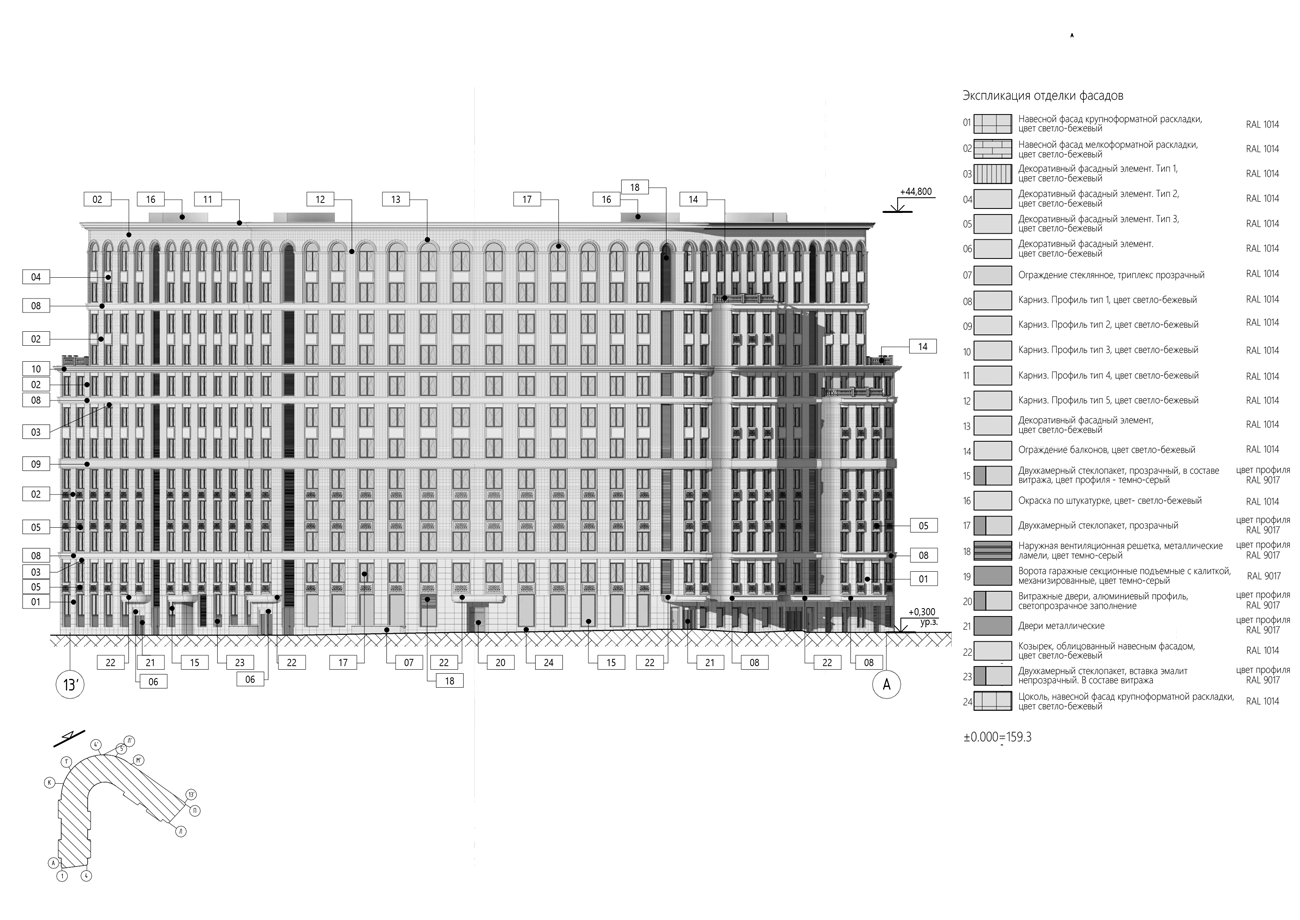 Экспликация отделки фасадов
01 Навесной фасад крупноформатной раскладки,
цвет светло-бежевый RAL 1014
02 Навесной фасад мелкоформатной раскладки,
цвет светло-бежевый RAL 1014
03 Декоративный фасадный элемент. Тип 1,
цвет светло-бежевый RAL 1014
04 Декоративный фасадный элемент. Тип 2,
цвет светло-бежевый RAL 1014
05 Декоративный фасадный элемент. Тип 3,
цвет светло-бежевый RAL 1014
06 Декоративный фасадный элемент.
цвет светло-бежевый RAL 1014
07 Ограждение стеклянное, триплекс прозрачный RAL 1014
08 Карниз. Профиль тип 1, цвет светло-бежевый RAL 1014
09 Карниз. Профиль тип 2, цвет светло-бежевый RAL 1014
10 Карниз. Профиль тип 3, цвет светло-бежевый RAL 1014
11 Карниз. Профиль тип 4, цвет светло-бежевый RAL 1014
12 Карниз. Профиль тип 5, цвет светло-бежевый RAL 1014
13 Декоративный фасадный элемент,
цвет светло-бежевый RAL 1014
14 Ограждение балконов, цвет светло-бежевый RAL 1014
15 Двухкамерный стеклопакет, прозрачный, в составе цвет профиля
витража, цвет профиля - темно-серый RAL 9017
16 Окраска по штукатурке, цвет- светло-бежевый RAL 1014
17 Двухкамерный стеклопакет, прозрачный цвет профиля
RAL 9017
18 Наружная вентиляционная решетка, металлические цвет профиля
ламели, цвет темно-серый RAL 9017
19 Ворота гаражные секционные подъемные с калиткой,
механизированные, цвет темно-серый RAL 9017
20 Витражные двери, алюминиевый профиль, цвет профиля
светопрозрачное заполнение RAL 9017
21 Двери металлические цвет профиля
RAL 9017
22 Козырек, облицованный навесным фасадом,
цвет светло-бежевый RAL 1014
23 Двухкамерный стеклопакет, вставка эмалит цвет профиля
непрозрачный. В составе витража RAL 9017
24 Цоколь, навесной фасад крупноформатной раскладки,
цвет светло-бежевый RAL 1014
±0.000=159.3
18
02 16 11 12 13 17 16 14
+44,800
04
08
02
14
10
02
08
03
09
02
05 05
08 08
03
05 01
01
+0,300
ур.з.
22 21 15 23 22 17 07 22 20 24 15 22 21 08 22 08
06 06 18
13' А
4' 5' П'
1' М'
К
13'
П
Л
А
1 4